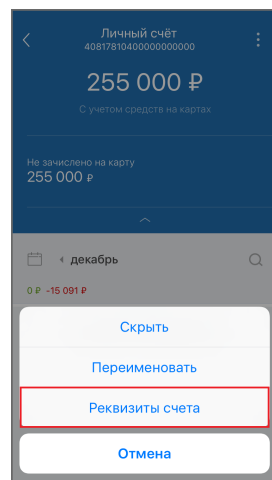 Личный счёт
40817810400000000000
255 000 ₽
С учетом средств на картах
Не зачислено на карту
255 000 ₽
декабрь
0 ₽ -15 091 ₽
Скрыть
Переименовать
Реквизиты счета
Отмена